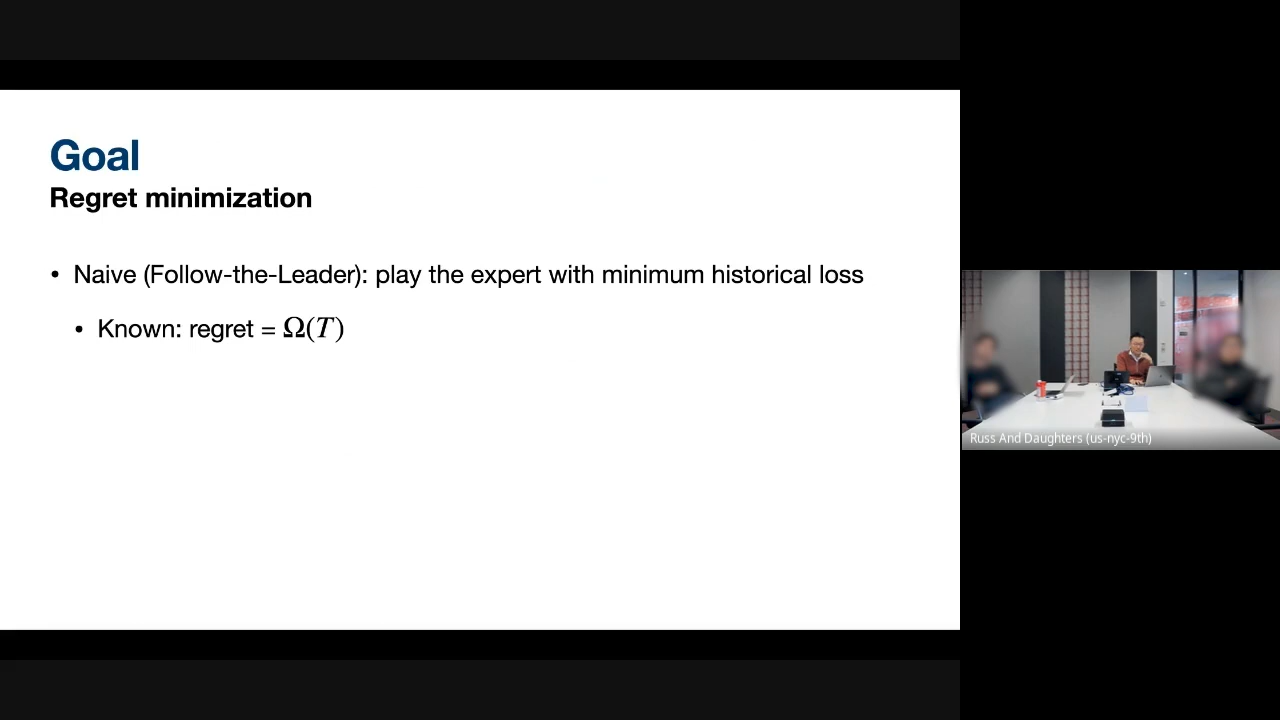 Goal
Regret minimization
• Naive (Follow-the-Leader): play the expert with minimum historical loss
• Known: regret = Ω(T)
Russ And Daughters (us-nyc-9th)